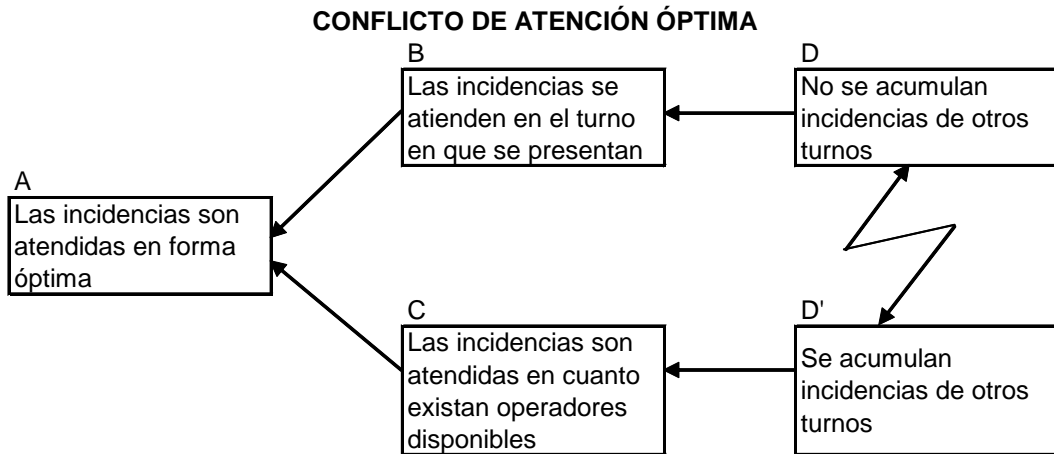 CONFLICTO DE ATENCIÓN ÓPTIMA
B
Las incidencias se
atienden en el turno
en que se presentan
D
No se acumulan
incidencias de otros
turnos
A
Las incidencias son
atendidas en forma
óptima
C
Las incidencias son
atendidas en cuanto
existan operadores
disponibles
D'
Se acumulan
incidencias de otros
turnos